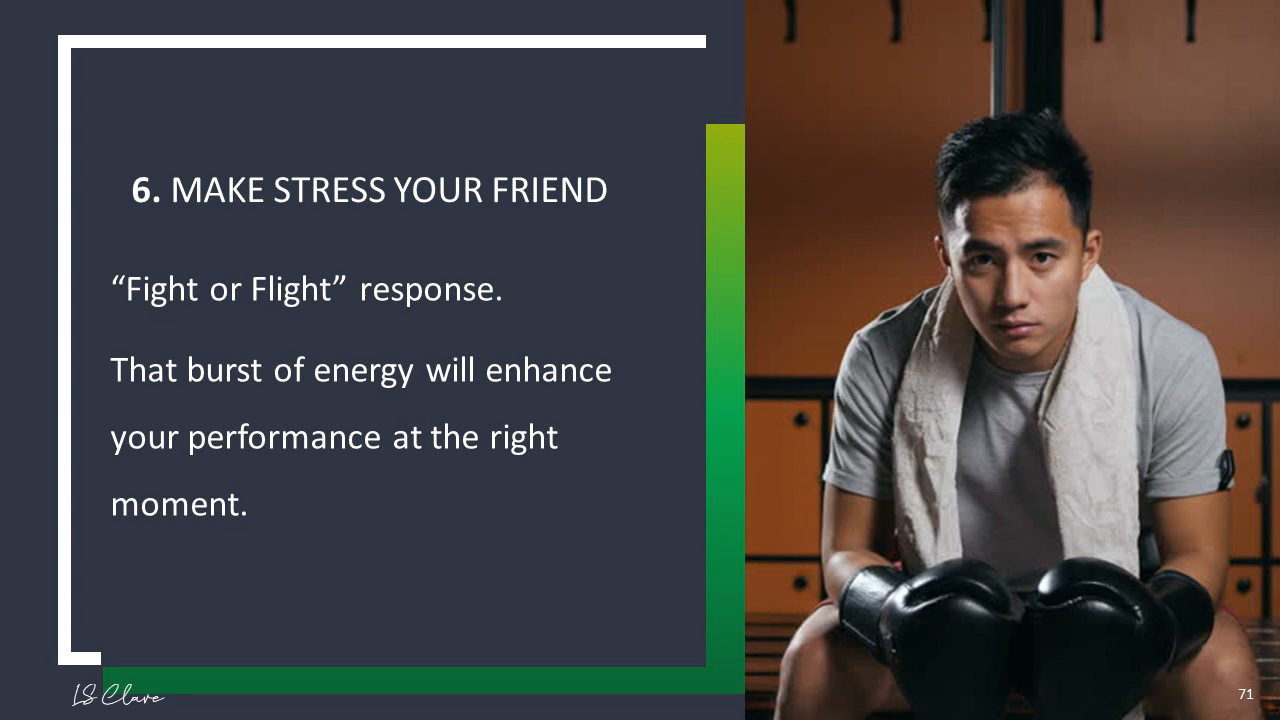 6. MAKE STRESS YOUR FRIEND
“Fight or Flight” response.
That burst of energy will enhance
your performance at the right
moment.
LS Clave
71